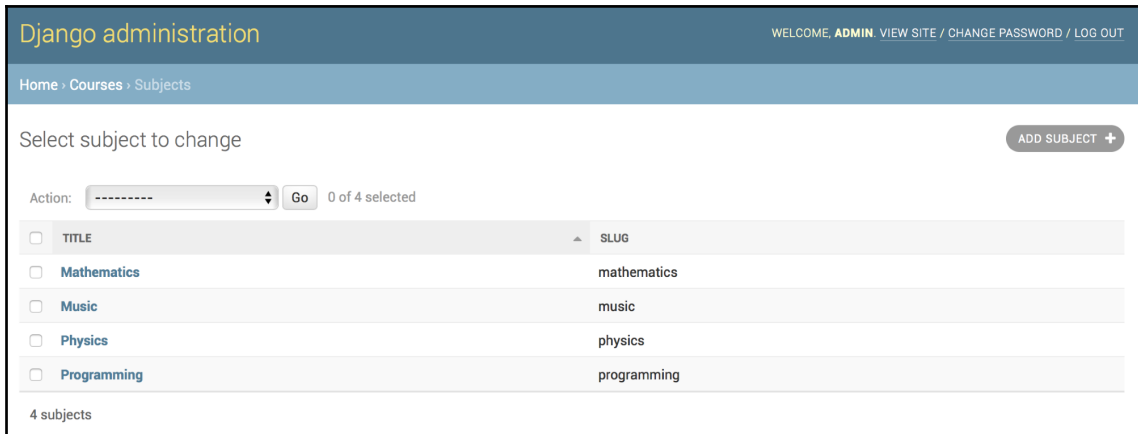 Django administration
WELCOME, ADMIN. VIEW SITE / CHANGE PASSWORD / LOG OUT
Home › Courses › Subjects
Select subject to change
ADD SUBJECT +
Action: --------- Go 0 of 4 selected
TITLE SLUG
Mathematics mathematics
Music music
Physics physics
Programming programming
4 subjects